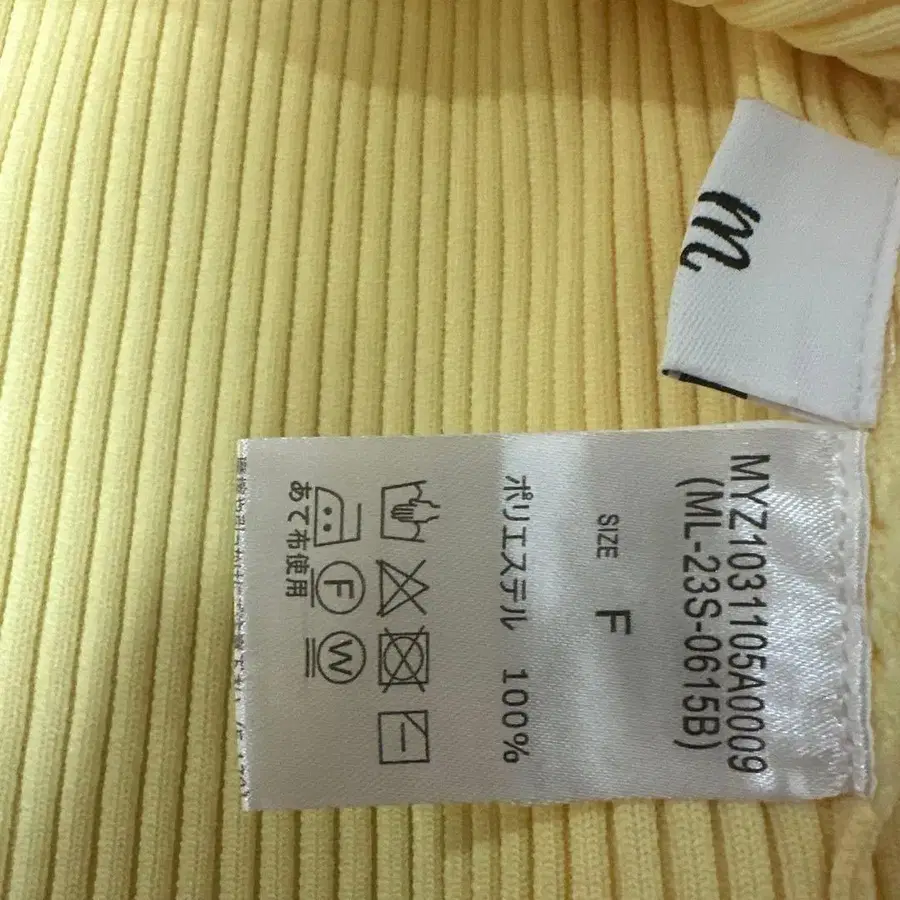 m
MYZ1031105A0009
(ML-23S-0615B)
SIZE F
ポリエステル 100%
F W
あて布使用